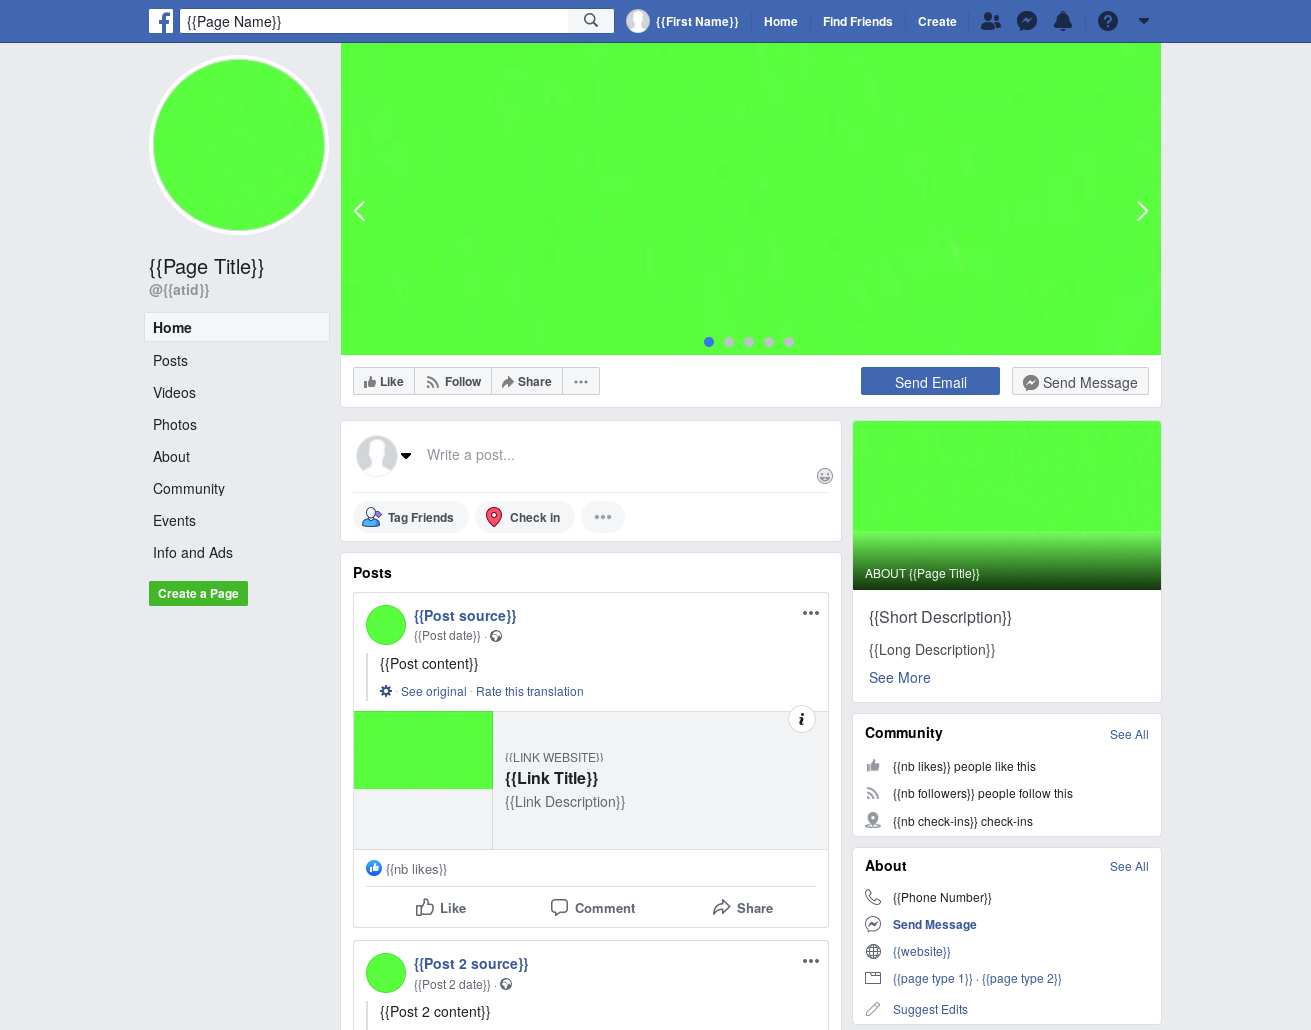 {{Page Name}}
{{First Name}}
Home
Find Friends
Create
{{Page Title}}
@{{atid}}
Home
Posts
Videos
Photos
About
Community
Events
Info and Ads
Create a Page
Like
Follow
Share
Send Email
Send Message
Write a post...
Tag Friends
Check in
Posts
{{Post source}}
{{Post date}} ·
{{Post content}}
· See original · Rate this translation
{{LINK WEBSITE}}
{{Link Title}}
{{Link Description}}
{{nb likes}}
Like
Comment
Share
{{Post 2 source}}
{{Post 2 date}} ·
{{Post 2 content}}
ABOUT {{Page Title}}
{{Short Description}}
{{Long Description}}
See More
Community
See All
{{nb likes}} people like this
{{nb followers}} people follow this
{{nb check-ins}} check-ins
About
See All
{{Phone Number}}
Send Message
{{website}}
{{page type 1}} · {{page type 2}}
Suggest Edits